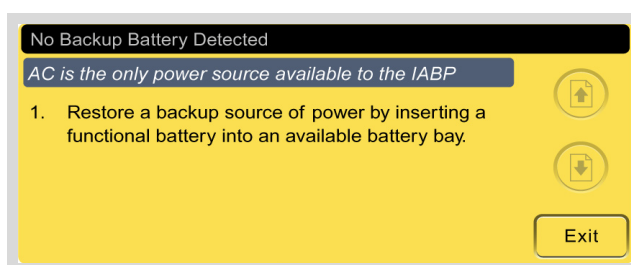 No Backup Battery Detected
AC is the only power source available to the IABP
1. Restore a backup source of power by inserting a
functional battery into an available battery bay.
Exit